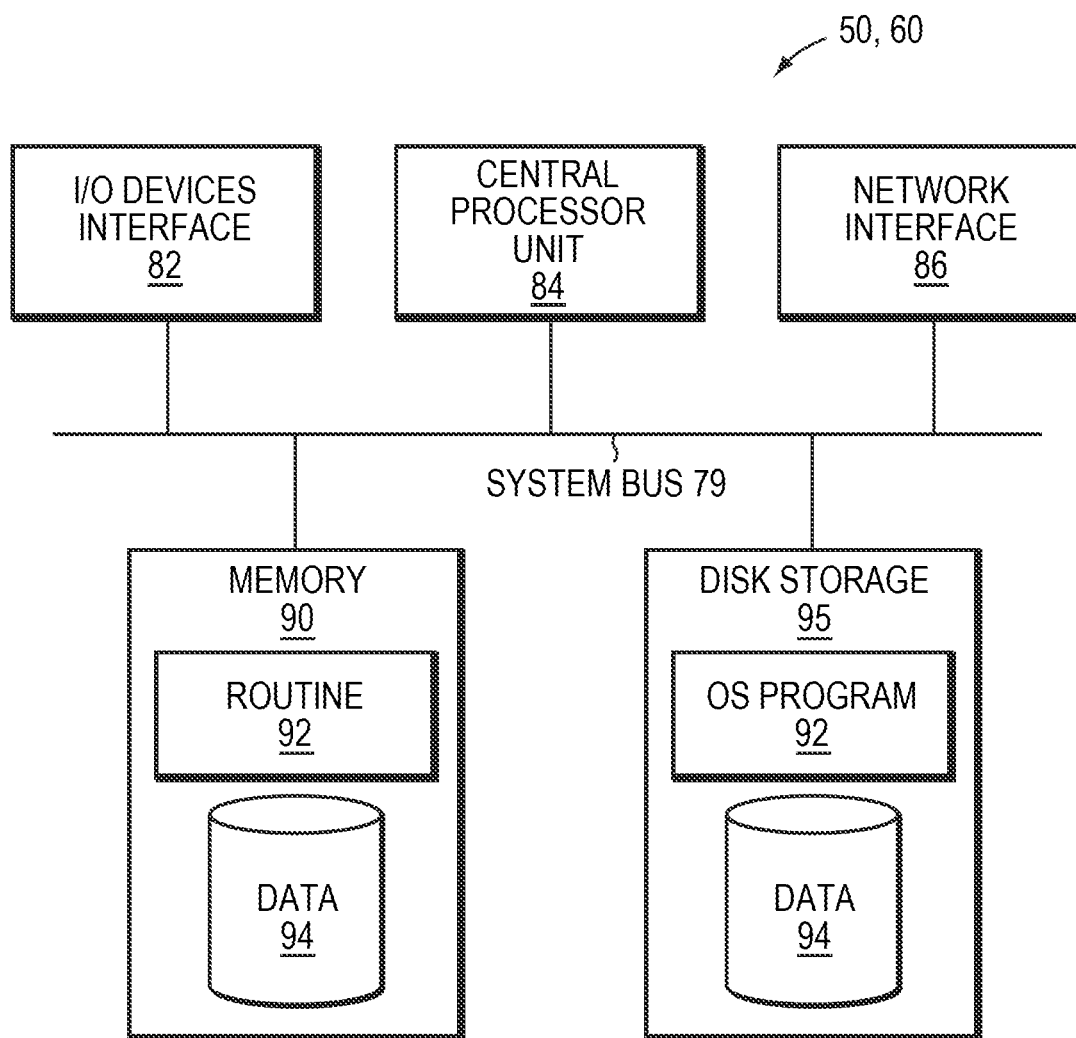 50, 60
I/O DEVICES
INTERFACE
82
CENTRAL
PROCESSOR
UNIT
84
NETWORK
INTERFACE
86
SYSTEM BUS 79
MEMORY
90
ROUTINE
92
DATA
94
DISK STORAGE
95
OS PROGRAM
92
DATA
94